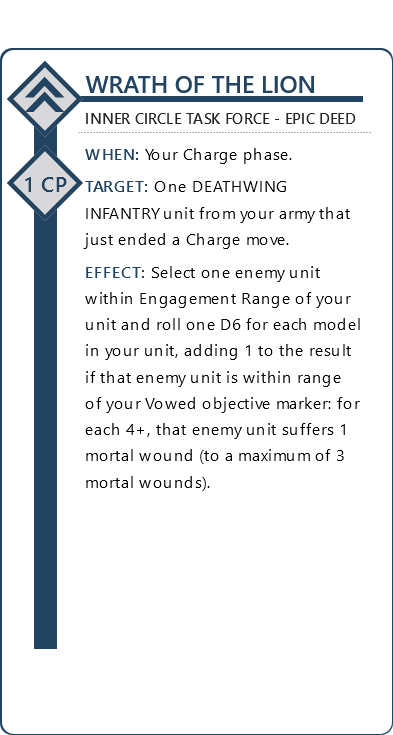 WRATH OF THE LION
INNER CIRCLE TASK FORCE - EPIC DEED
WHEN: Your Charge phase.
1 CP
TARGET: One DEATHWING
INFANTRY unit from your army that
just ended a Charge move.
EFFECT: Select one enemy unit
within Engagement Range of your
unit and roll one D6 for each model
in your unit, adding 1 to the result
if that enemy unit is within range
of your Vowed objective marker: for
each 4+, that enemy unit suffers 1
mortal wound (to a maximum of 3
mortal wounds).